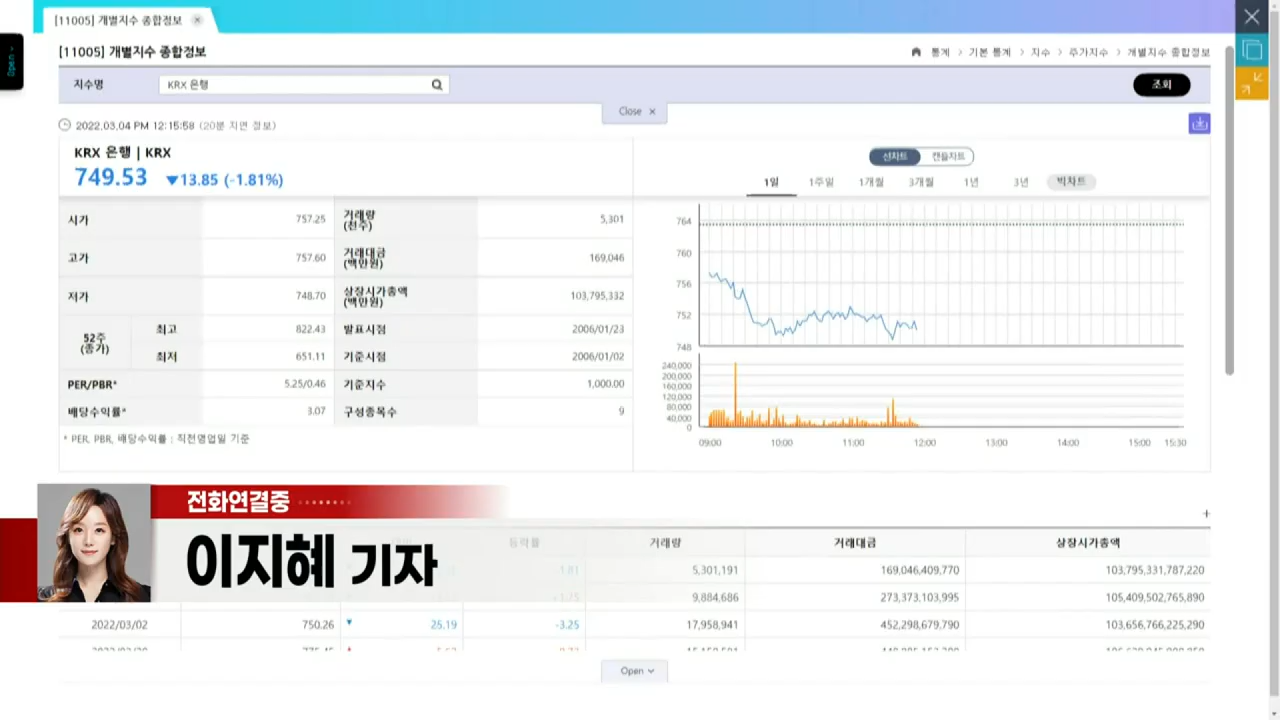 [11005] 개별지수 종합정보 ×
Open
[11005] 개별지수 종합정보
통계 > 기본 통계 > 지수 > 주가지수 > 개별지수 종합정보
지수명 KRX 은행 조회
Close ×
2022.03.04 PM 12:15:58 (20분 지연 정보)
KRX 은행 | KRX
749.53 ▼13.85 (-1.81%)
시가 757.25 거래량 (천주) 5,301
고가 757.60 거래대금 (백만원) 169,046
저가 748.70 상장시가총액 (백만원) 103,795,332
52주 (종가) 최고 822.43 발표시점 2006/01/23
최저 651.11 기준시점 2006/01/02
PER/PBR* 5.25/0.46 기준지수 1,000.00
배당수익률* 3.07 구성종목수 9
* PER, PBR, 배당수익률 : 직전영업일 기준
선차트 캔들차트
1일 1주일 1개월 3개월 1년 3년 빅차트
764
760
756
752
748
240,000
200,000
160,000
120,000
80,000
40,000
0
09:00 10:00 11:00 12:00 13:00 14:00 15:00 15:30
전화연결중
이지혜 기자
+
등락률 거래량 거래대금 상장시가총액
-1.81 5,301,191 169,046,409,770 103,795,331,787,220
9,884,686 273,373,103,995 105,409,502,765,890
2022/03/02 750.26 ▼ 25.19 -3.25 17,958,941 452,298,679,790 103,656,766,225,290
Open